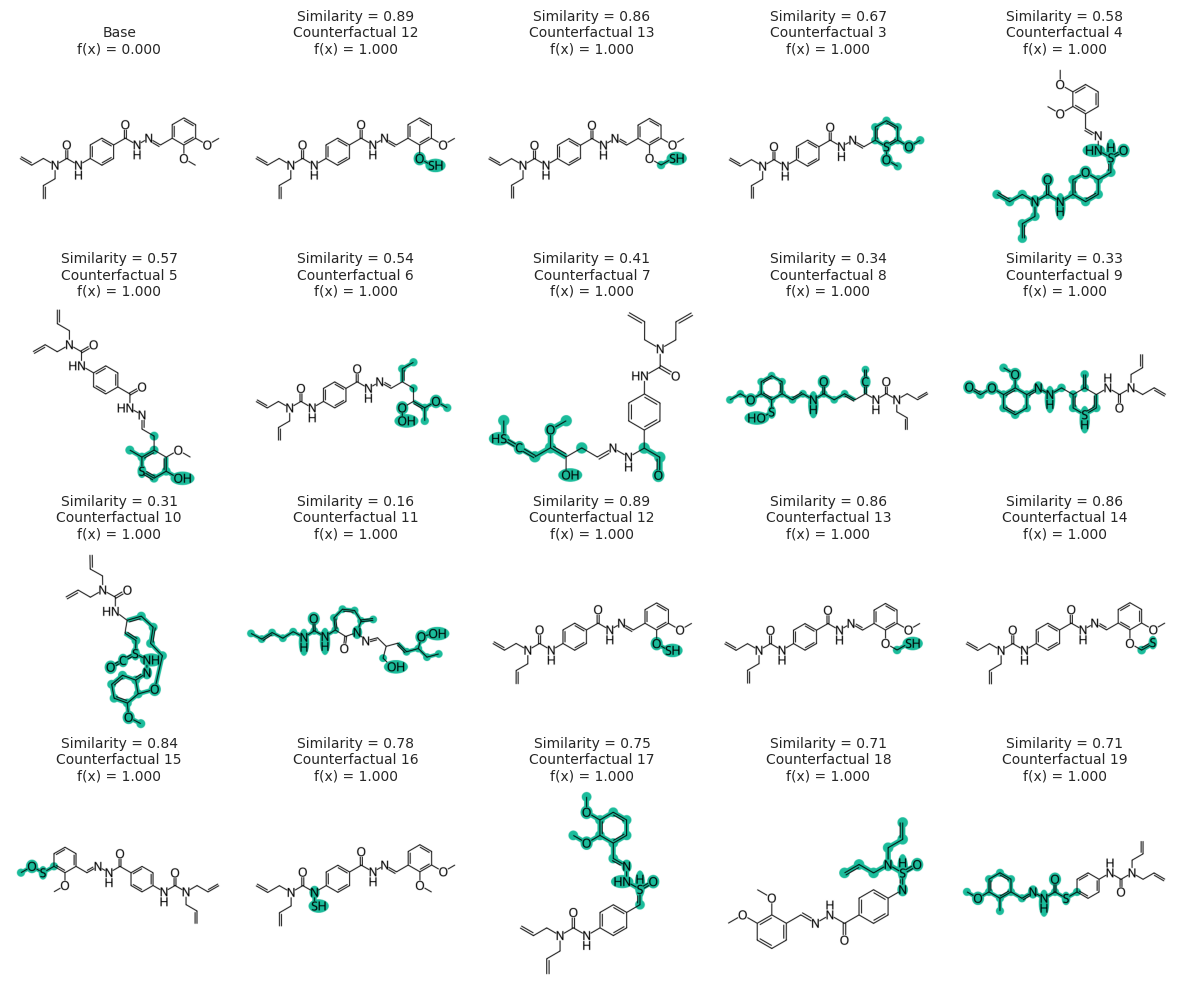 Base
f(x) = 0.000
Similarity = 0.89
Counterfactual 12
f(x) = 1.000
Similarity = 0.86
Counterfactual 13
f(x) = 1.000
Similarity = 0.67
Counterfactual 3
f(x) = 1.000
Similarity = 0.58
Counterfactual 4
f(x) = 1.000
Similarity = 0.57
Counterfactual 5
f(x) = 1.000
Similarity = 0.54
Counterfactual 6
f(x) = 1.000
Similarity = 0.41
Counterfactual 7
f(x) = 1.000
Similarity = 0.34
Counterfactual 8
f(x) = 1.000
Similarity = 0.33
Counterfactual 9
f(x) = 1.000
Similarity = 0.31
Counterfactual 10
f(x) = 1.000
Similarity = 0.16
Counterfactual 11
f(x) = 1.000
Similarity = 0.89
Counterfactual 12
f(x) = 1.000
Similarity = 0.86
Counterfactual 13
f(x) = 1.000
Similarity = 0.86
Counterfactual 14
f(x) = 1.000
Similarity = 0.84
Counterfactual 15
f(x) = 1.000
Similarity = 0.78
Counterfactual 16
f(x) = 1.000
Similarity = 0.75
Counterfactual 17
f(x) = 1.000
Similarity = 0.71
Counterfactual 18
f(x) = 1.000
Similarity = 0.71
Counterfactual 19
f(x) = 1.000